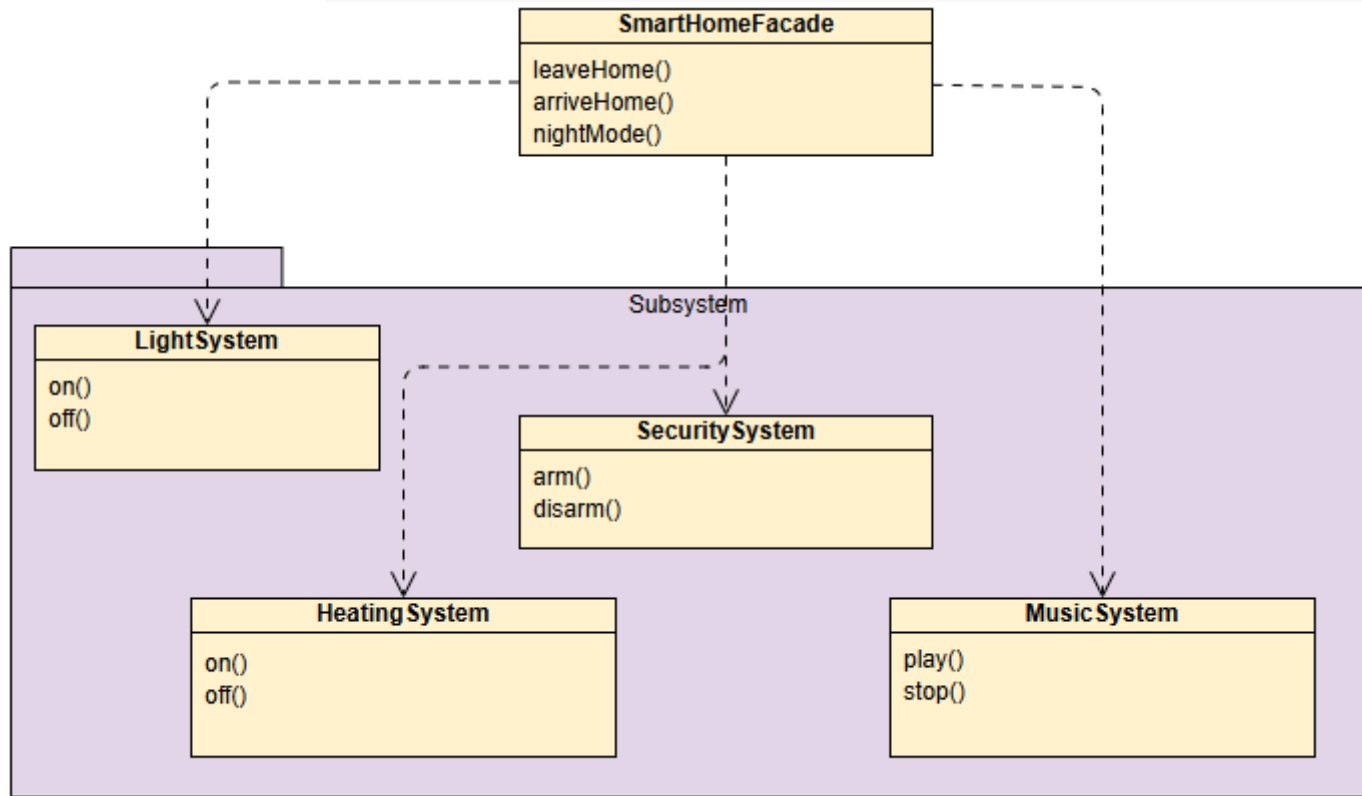 SmartHomeFacade
leaveHome()
arriveHome()
nightMode()
Subsystem
LightSystem
on()
off()
SecuritySystem
arm()
disarm()
HeatingSystem
on()
off()
MusicSystem
play()
stop()